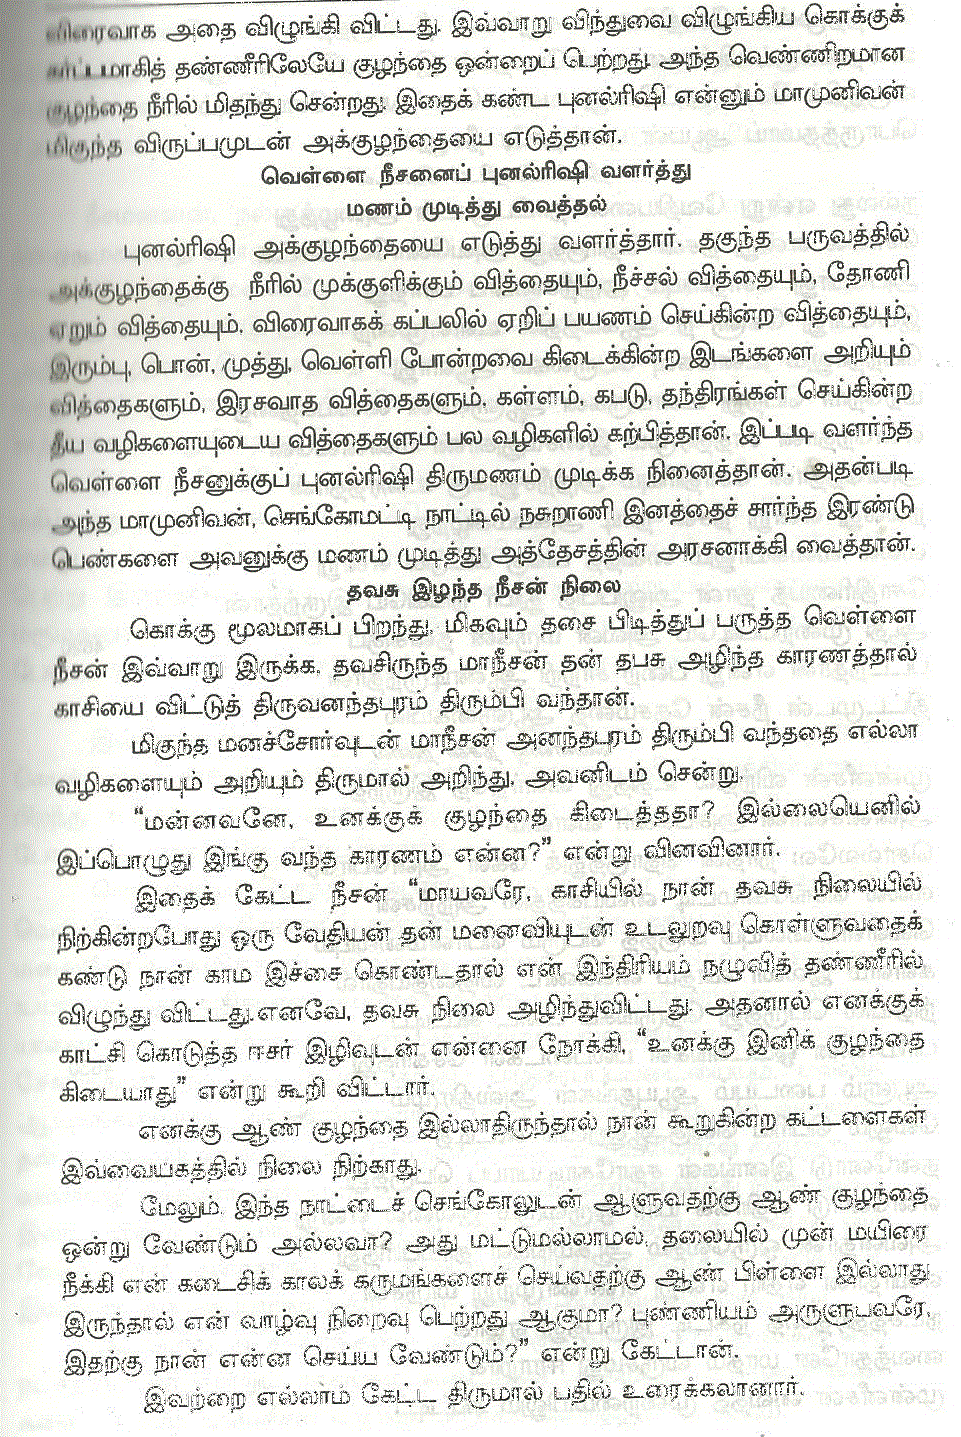 விரைவாக அதை விழுங்கி விட்டது. இவ்வாறு விந்துவை விழுங்கிய கொக்குக்
கர்ப்பமாகித் தண்ணீரிலேயே குழந்தை ஒன்றைப் பெற்றது. அந்த வெண்ணிறமான
குழந்தை நீரில் மிதந்து சென்றது. இதைக் கண்ட புனல்ரிஷி என்னும் மாமுனிவன்
மிகுந்த விருப்பமுடன் அக்குழந்தையை எடுத்தான்.
வெள்ளை நீசனைப் புனல்ரிஷி வளர்த்து
மணம் முடித்து வைத்தல்
புனல்ரிஷி அக்குழந்தையை எடுத்து வளர்த்தார். தகுந்த பருவத்தில்
அக்குழந்தைக்கு நீரில் முக்குளிக்கும் வித்தையும், நீச்சல் வித்தையும், தோணி
ஏறும் வித்தையும், விரைவாகக் கப்பலில் ஏறிப் பயணம் செய்கின்ற வித்தையும்,
இரும்பு, பொன், முத்து, வெள்ளி போன்றவை கிடைக்கின்ற இடங்களை அறியும்
வித்தைகளும், இரசவாத வித்தைகளும், கள்ளம், கபடு, தந்திரங்கள் செய்கின்ற
தீய வழிகளையுடைய வித்தைகளும் பல வழிகளில் கற்பித்தான். இப்படி வளர்ந்த
வெள்ளை நீசனுக்குப் புனல்ரிஷி திருமணம் முடிக்க நினைத்தான். அதன்படி
அந்த மாமுனிவன், செங்கோமட்டி நாட்டில் நசுறாணி இனத்தைச் சார்ந்த இரண்டு
பெண்களை அவனுக்கு மணம் முடித்து அத்தேசத்தின் அரசனாக்கி வைத்தான்.
தவசு இழந்த நீசன் நிலை
கொக்கு மூலமாகப் பிறந்து, மிகவும் தசை பிடித்துப் பருத்த வெள்ளை
நீசன் இவ்வாறு இருக்க, தவசிருந்த மாநீசன் தன் தபசு அழிந்த காரணத்தால்
காசியை விட்டுத் திருவனந்தபுரம் திரும்பி வந்தான்.
மிகுந்த மனச்சோர்வுடன் மாநீசன் அனந்தபுரம் திரும்பி வந்ததை எல்லா
வழிகளையும் அறியும் திருமால் அறிந்து, அவனிடம் சென்று,
“மன்னவனே, உனக்குக் குழந்தை கிடைத்ததா? இல்லையெனில்
இப்பொழுது இங்கு வந்த காரணம் என்ன?” என்று வினவினார்.
இதைக் கேட்ட நீசன் “மாயவரே, காசியில் நான் தவசு நிலையில்
நிற்கின்றபோது ஒரு வேதியன் தன் மனைவியுடன் உடலுறவு கொள்ளுவதைக்
கண்டு நான் காம இச்சை கொண்டதால் என் இந்திரியம் நழுவித் தண்ணீரில்
விழுந்து விட்டது.எனவே, தவசு நிலை அழிந்துவிட்டது. அதனால் எனக்குக்
காட்சி கொடுத்த ஈசர் இழிவுடன் என்னை நோக்கி, “உனக்கு இனிக் குழந்தை
கிடையாது” என்று கூறி விட்டார்.
எனக்கு ஆண் குழந்தை இல்லாதிருந்தால் நான் கூறுகின்ற கட்டளைகள்
இவ்வையகத்தில் நிலை நிற்காது.
மேலும், இந்த நாட்டைச் செங்கோலுடன் ஆளுவதற்கு ஆண் குழந்தை
ஒன்று வேண்டும் அல்லவா? அது மட்டுமல்லாமல், தலையில் முன் மயிரை
நீக்கி என் கடைசிக் காலக் கருமங்களைச் செய்வதற்கு ஆண் பிள்ளை இல்லாது
இருந்தால் என் வாழ்வு நிறைவு பெற்றது ஆகுமா? புண்ணியம் அருளுபவரே,
இதற்கு நான் என்ன செய்ய வேண்டும்?” என்று கேட்டான்.
இவற்றை எல்லாம் கேட்ட திருமால் பதில் உரைக்கலானார்.